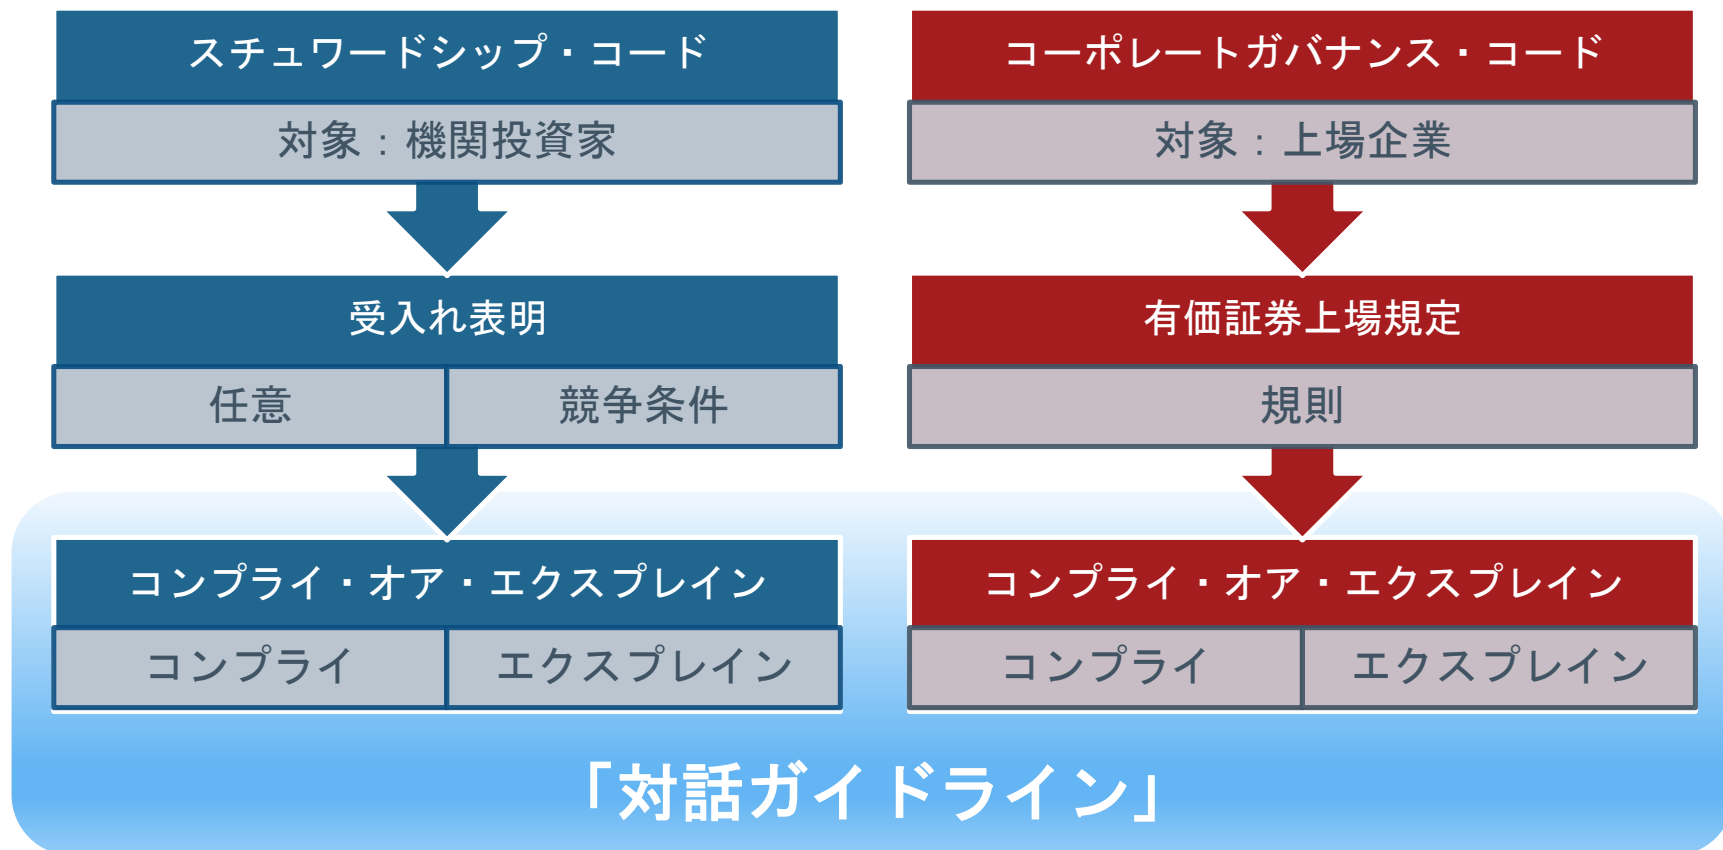 スチュワードシップ・コード
対象：機関投資家
受入れ表明
任意
競争条件
コンプライ・オア・エクスプレイン
コンプライ
エクスプレイン
コーポレートガバナンス・コード
対象：上場企業
有価証券上場規定
規則
コンプライ・オア・エクスプレイン
コンプライ
エクスプレイン
「対話ガイドライン」